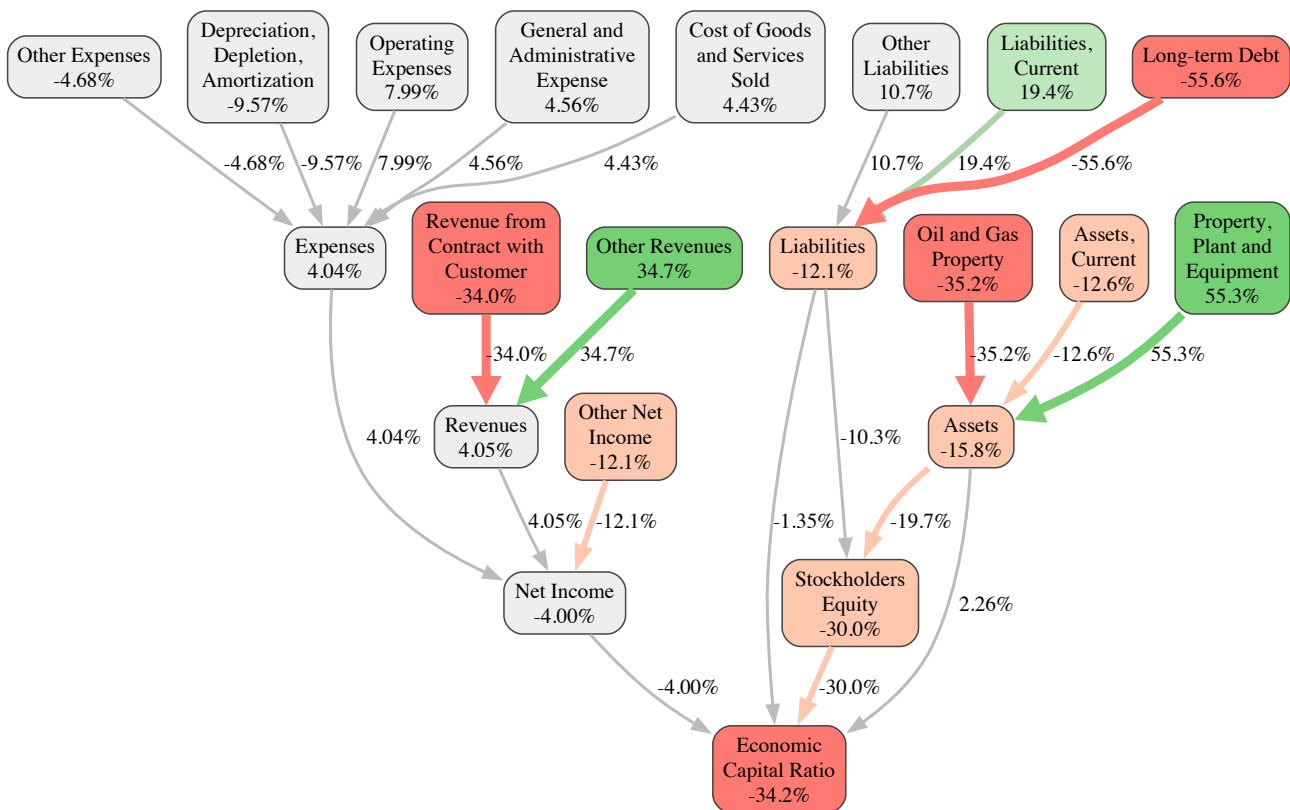 Other Expenses
-4.68%
Depreciation,
Depletion,
Amortization
-9.57%
Operating
Expenses
7.99%
General and
Administrative
Expense
4.56%
Cost of Goods
and Services
Sold
4.43%
Other
Liabilities
10.7%
Liabilities,
Current
19.4%
Long-term Debt
-55.6%
-4.68%
-9.57%
7.99%
4.56%
4.43%
10.7%
19.4%
-55.6%
Expenses
4.04%
Revenue from
Contract with
Customer
-34.0%
Other Revenues
34.7%
Liabilities
-12.1%
Oil and Gas
Property
-35.2%
Assets,
Current
-12.6%
Property,
Plant and
Equipment
55.3%
-34.0%
34.7%
-35.2%
-12.6%
55.3%
4.04%
Revenues
4.05%
Other Net
Income
-12.1%
-10.3%
Assets
-15.8%
4.05%
-12.1%
-1.35%
-19.7%
Net Income
-4.00%
Stockholders
Equity
-30.0%
2.26%
-4.00%
-30.0%
Economic
Capital Ratio
-34.2%